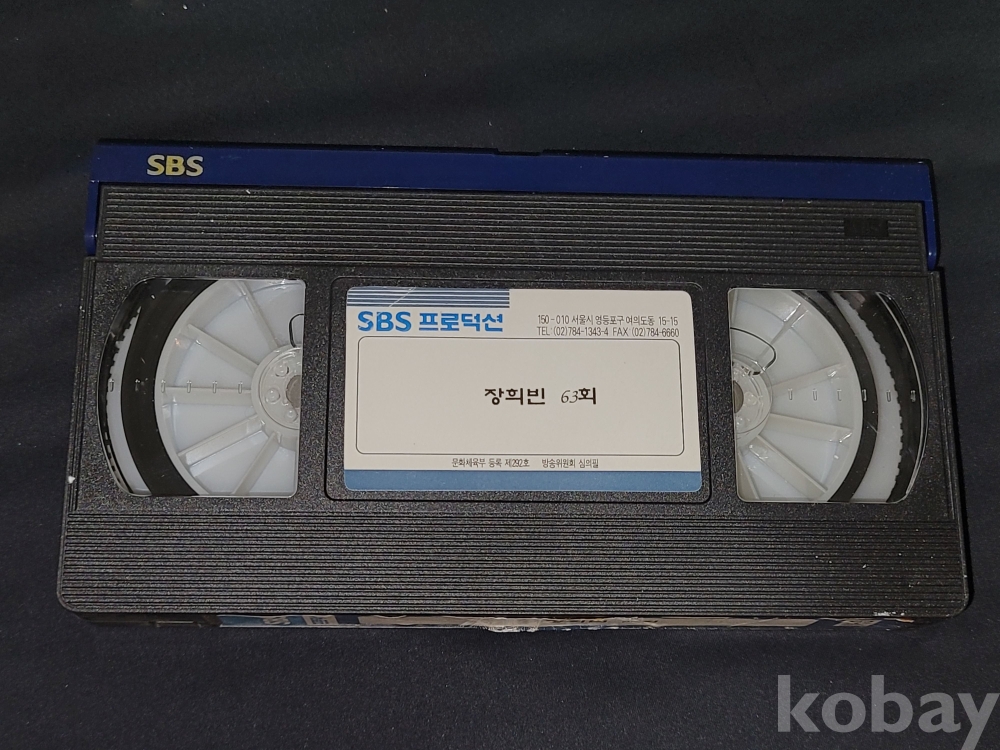 SBS
SBS 프로덕션
150-010 서울시 영등포구 여의도동 15-15
TEL:(02)784-1343-4 FAX (02)784-6660
장희빈 63회
문화체육부 등록 제292호 방송위원회 심의필
kobay